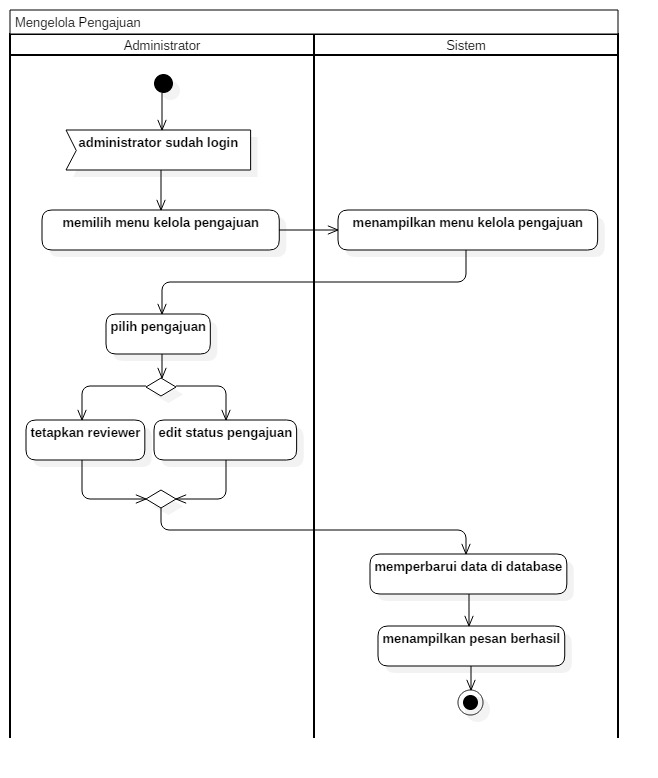 Mengelola Pengajuan
Administrator
Sistem
administrator sudah login
memilih menu kelola pengajuan
menampilkan menu kelola pengajuan
pilih pengajuan
tetapkan reviewer
edit status pengajuan
memperbarui data di database
menampilkan pesan berhasil